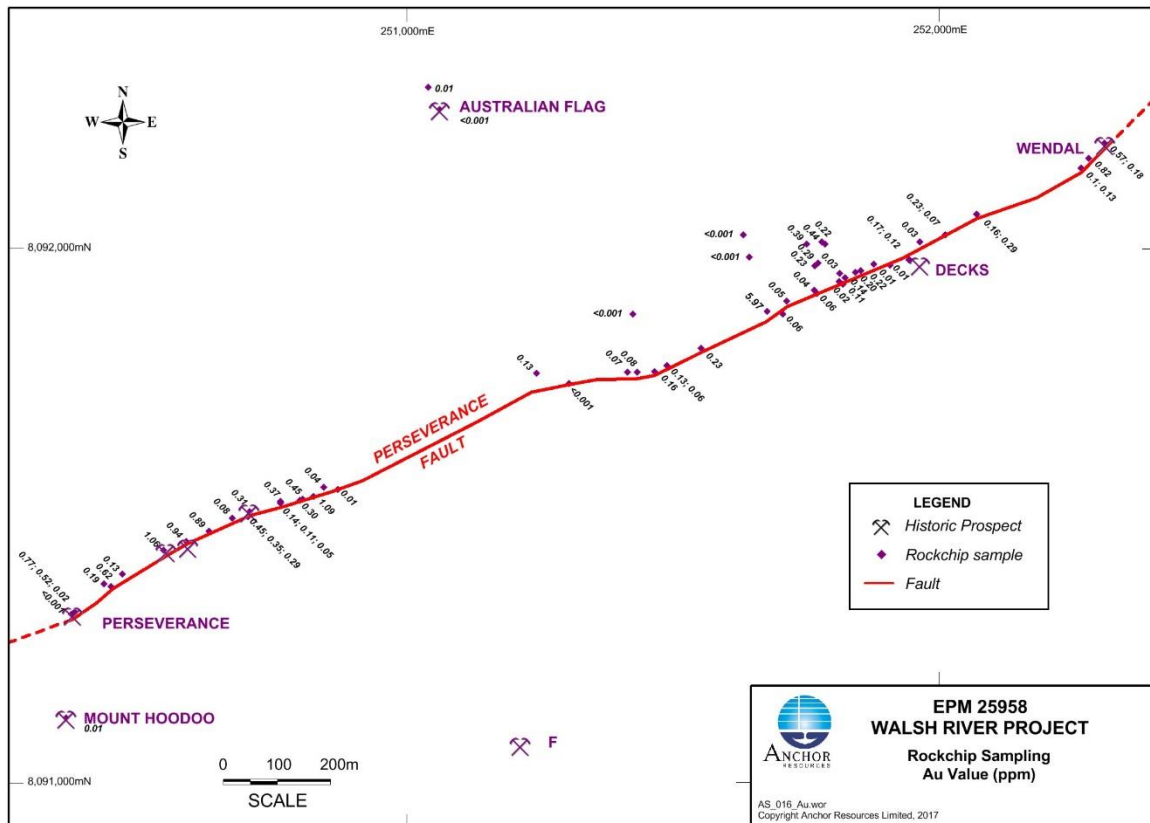 251,000mE
252,000mE
N
W E
S
0.01
AUSTRALIAN FLAG
<0.001
WENDAL
0.57; 0.18
0.82
0.1; 0.13
0.23; 0.07
0.16; 0.29
0.17; 0.12
0.03
8,092,000mN
<0.001
0.39
0.44
0.22
<0.001
0.29
0.23
0.03
DECKS
0.01
0.01
0.22
0.20
0.14
0.11
0.02
0.04
0.06
0.05
5.97
0.06
<0.001
0.23
0.13
0.07
0.08
0.13; 0.06
0.16
<0.001
PERSEVERANCE
FAULT
0.04
0.45
0.37
0.01
1.09
0.30
0.14; 0.11; 0.05
0.31
0.08
0.45; 0.35; 0.29
0.89
0.94
1.06
0.13
0.62
0.19
0.77; 0.52; 0.02
<0.001
PERSEVERANCE
LEGEND
Historic Prospect
Rockchip sample
Fault
MOUNT HOODOO
0.01
F
0 100 200m
SCALE
8,091,000mN
EPM 25958
WALSH RIVER PROJECT
Rockchip Sampling
Au Value (ppm)
ANCHOR
RESOURCES
AS_016_Au.wor
Copyright Anchor Resources Limited, 2017